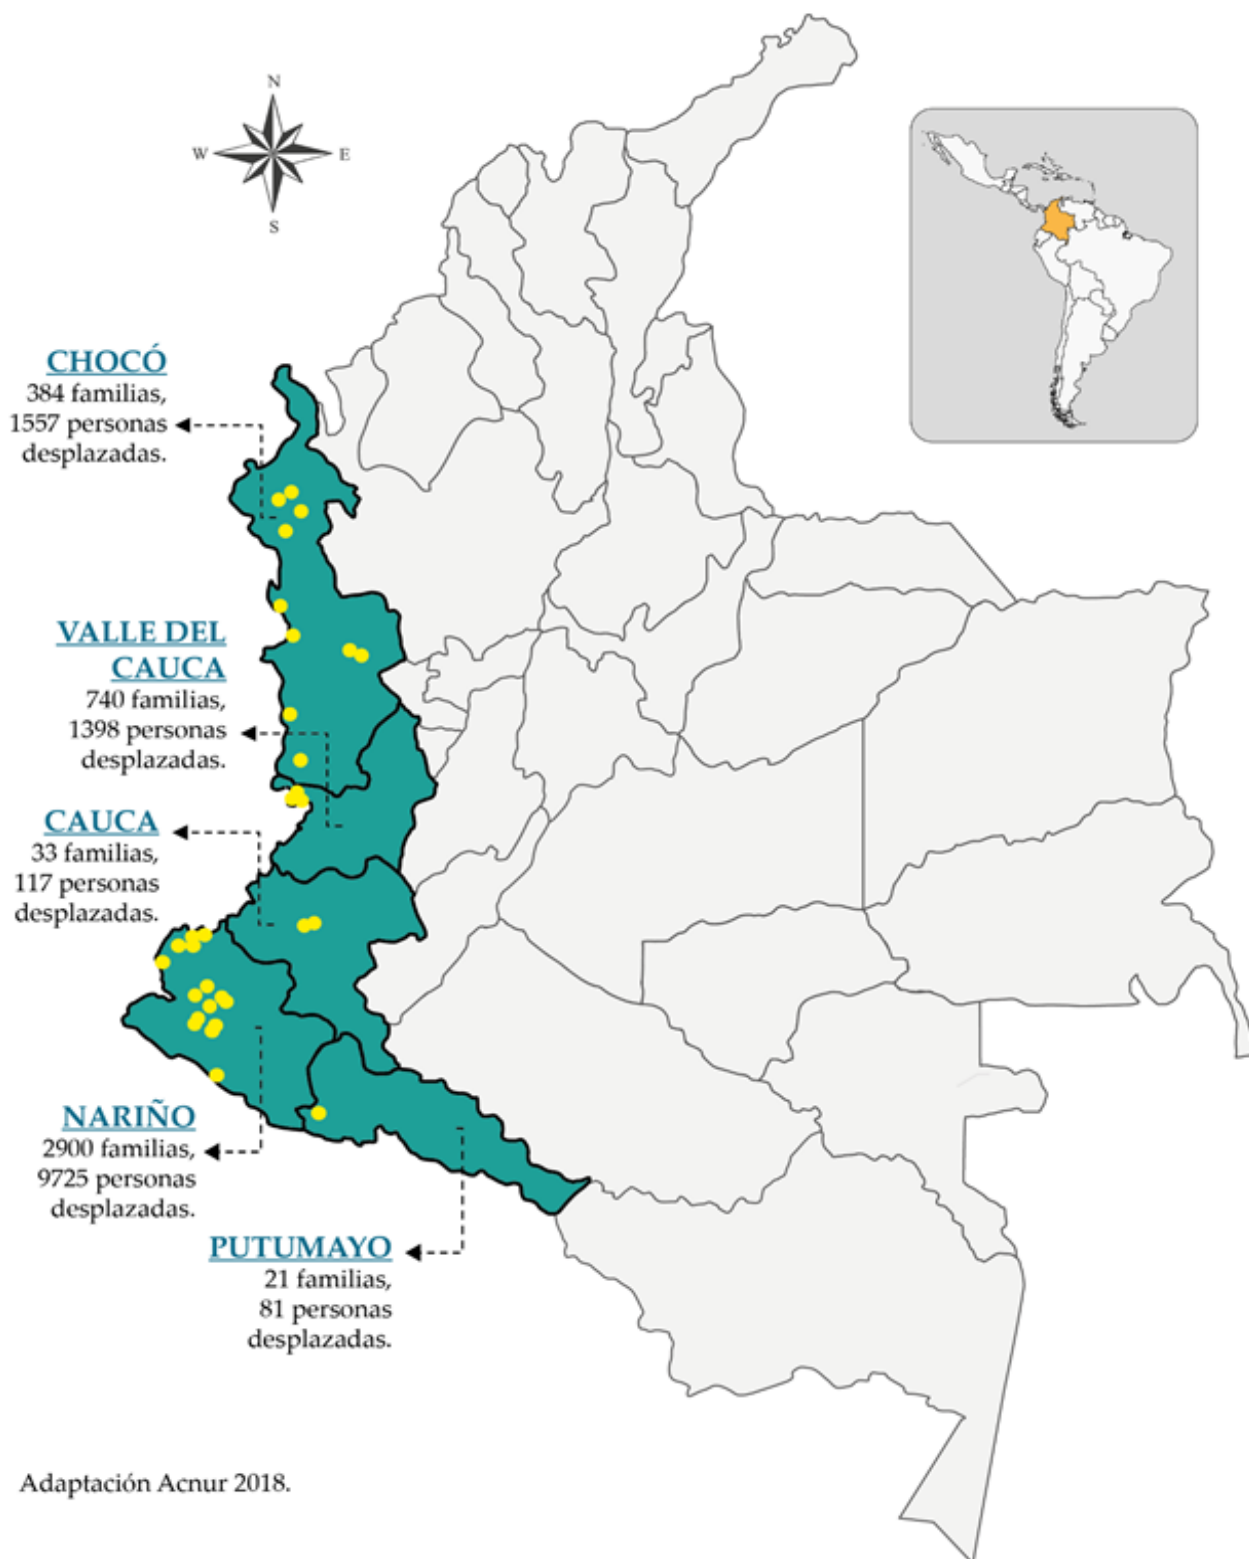 N
W
E
S
CHOCÓ
384 familias,
1557 personas
desplazadas.
VALLE DEL
CAUCA
740 familias,
1398 personas
desplazadas.
CAUCA
33 familias,
117 personas
desplazadas.
NARIÑO
2900 familias,
9725 personas
desplazadas.
PUTUMAYO
21 familias,
81 personas
desplazadas.
Adaptación Acnur 2018.